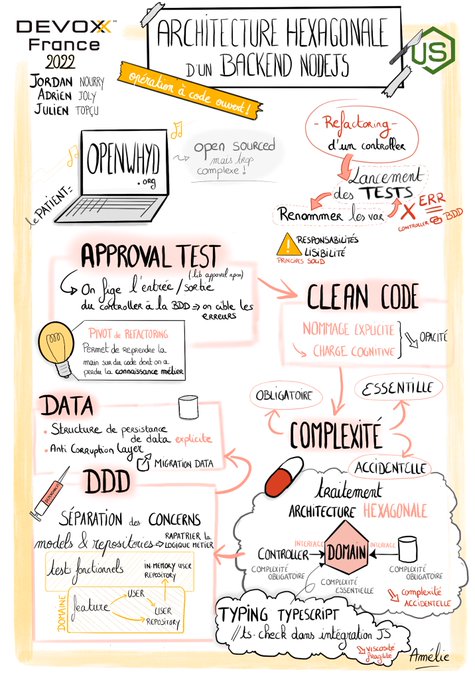 DEVOXX™
France
2022
JORDAN NOURRY
ADRIEN JOLY
JULIEN TOPÇU
ARCHITECTURE HEXAGONALE
D'UN BACKEND NODEJS
opération à code ouvert!
US
le PATIENT:
OPENWHYD
.org
open sourced
mais trop
complexe!
- Refactoring -
d'un controller
Lancement
des TESTS
Renommer les var
X ERR
CONTROLLER BDD
RESPONSABILITÉS
LISIBILITÉ
PRINCIPES SOLID
APPROVAL TEST
(lib approval npm)
On fige l'entrée/sortie
du controller à la BDD ⇒ on cible les
erreurs
PIVOT de REFACTORING
Permet de reprendre la
main sur du code dont on a
perdu la connaissance métier
CLEAN CODE
NOMMAGE EXPLICITE
CHARGE COGNITIVE
OPACITÉ
OBLIGATOIRE
ESSENTIELLE
COMPLEXITÉ
ACCIDENTELLE
DATA
• Structure de persistance
de data explicite
• Anti Corruption Layer
MIGRATION DATA
DDD
SÉPARATION des CONCERNS
models & repositories
RAPATRIER la
LOGIQUE MÉTIER
test fonctionnels
IN-MEMORY USER
REPOSITORY
DOMAINE
feature
USER
USER
REPOSITORY
traitement
ARCHITECTURE HEXAGONALE
INTERFACE
INTERFACE
CONTROLLER
DOMAIN
COMPLEXITÉ
OBLIGATOIRE
COMPLEXITÉ
ESSENTIELLE
COMPLEXITÉ
OBLIGATOIRE
complexité
ACCIDENTELLE
TYPING TYPESCRIPT
//ts-check dans intégration JS
viscosité
fragilité
Amélie